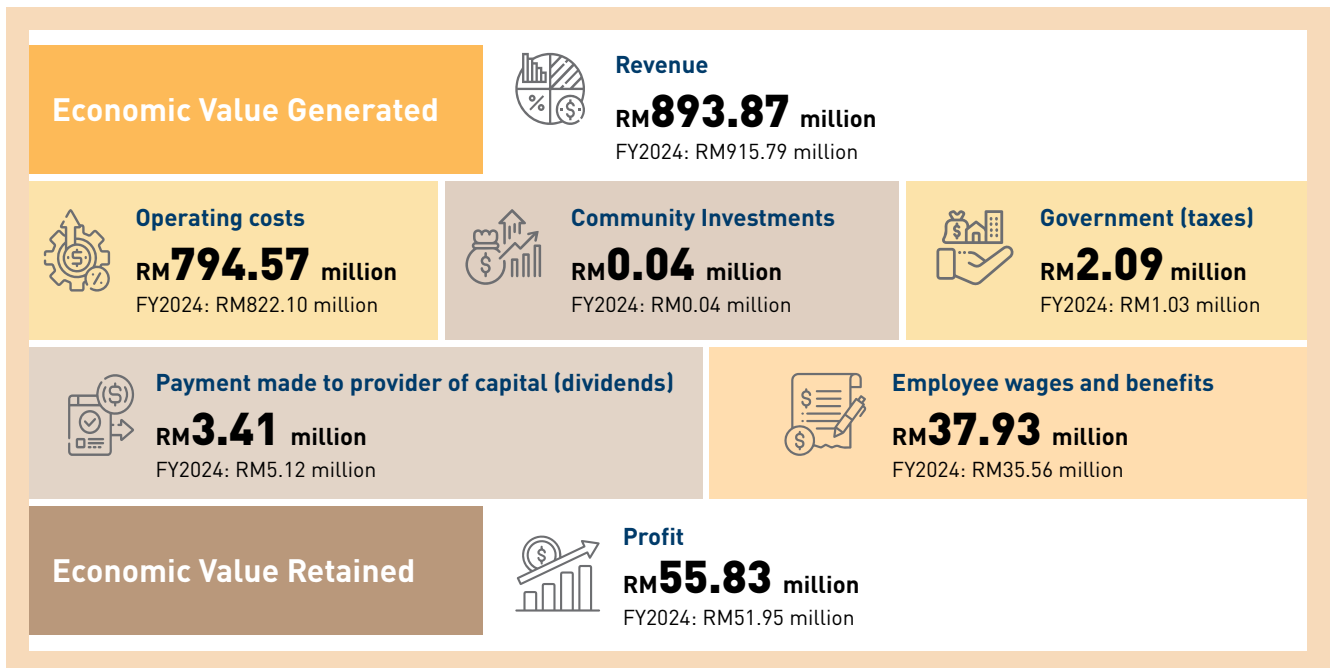 Economic Value Generated
Revenue
RM893.87 million
FY2024: RM915.79 million
Operating costs
RM794.57 million
FY2024: RM822.10 million
Community Investments
RM0.04 million
FY2024: RM0.04 million
Government (taxes)
RM2.09 million
FY2024: RM1.03 million
Payment made to provider of capital (dividends)
RM3.41 million
FY2024: RM5.12 million
Employee wages and benefits
RM37.93 million
FY2024: RM35.56 million
Economic Value Retained
Profit
RM55.83 million
FY2024: RM51.95 million